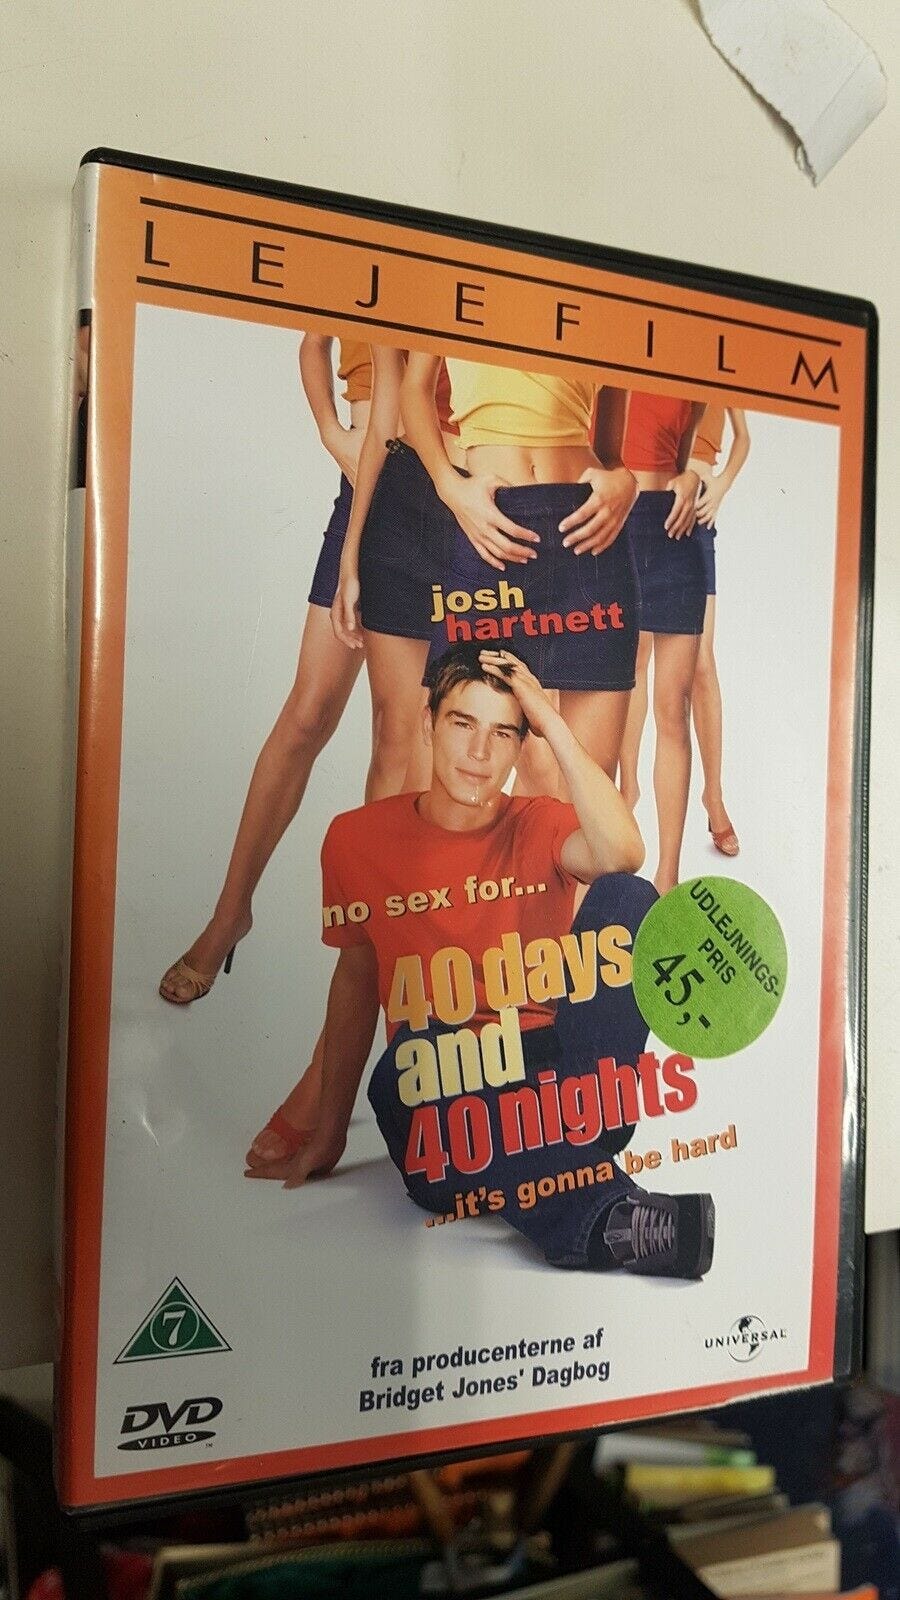 LEJEFILM
josh
hartnett
no sex for...
40 days
and
40 nights
...it's gonna be hard
UDLEJNINGS-
PRIS
45,-
7
fra producenterne af
Bridget Jones' Dagbog
UNIVERSAL
DVD
VIDEO
TM